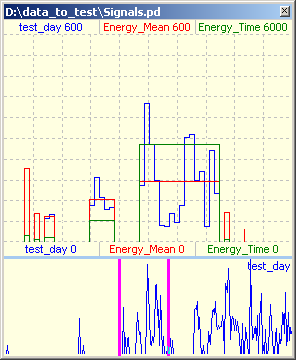 D:\data_to_test\Signals.pd
test_day 600 Energy_Mean 600 Energy_Time 6000
test_day 0 Energy_Mean 0 Energy_Time 0
test_day